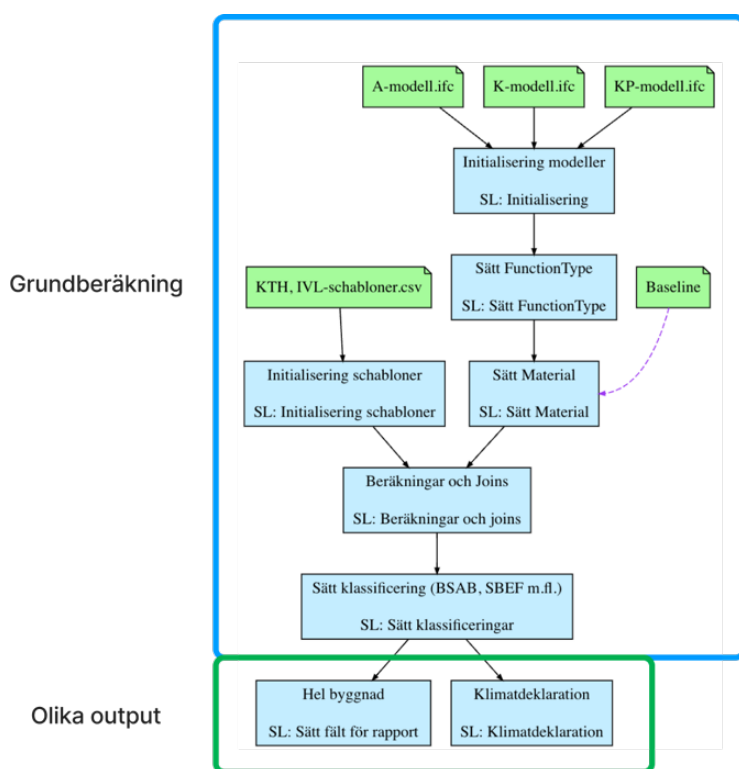 A-modell.ifc
K-modell.ifc
KP-modell.ifc
Initialisering modeller
SL: Initialisering
Grundberäkning
KTH, IVL-schabloner.csv
Sätt FunctionType
SL: Sätt FunctionType
Baseline
Initialisering schabloner
SL: Initialisering schabloner
Sätt Material
SL: Sätt Material
Beräkningar och Joins
SL: Beräkningar och joins
Sätt klassificering (BSAB, SBEF m.fl.)
SL: Sätt klassificeringar
Olika output
Hel byggnad
SL: Sätt fält för rapport
Klimatdeklaration
SL: Klimatdeklaration